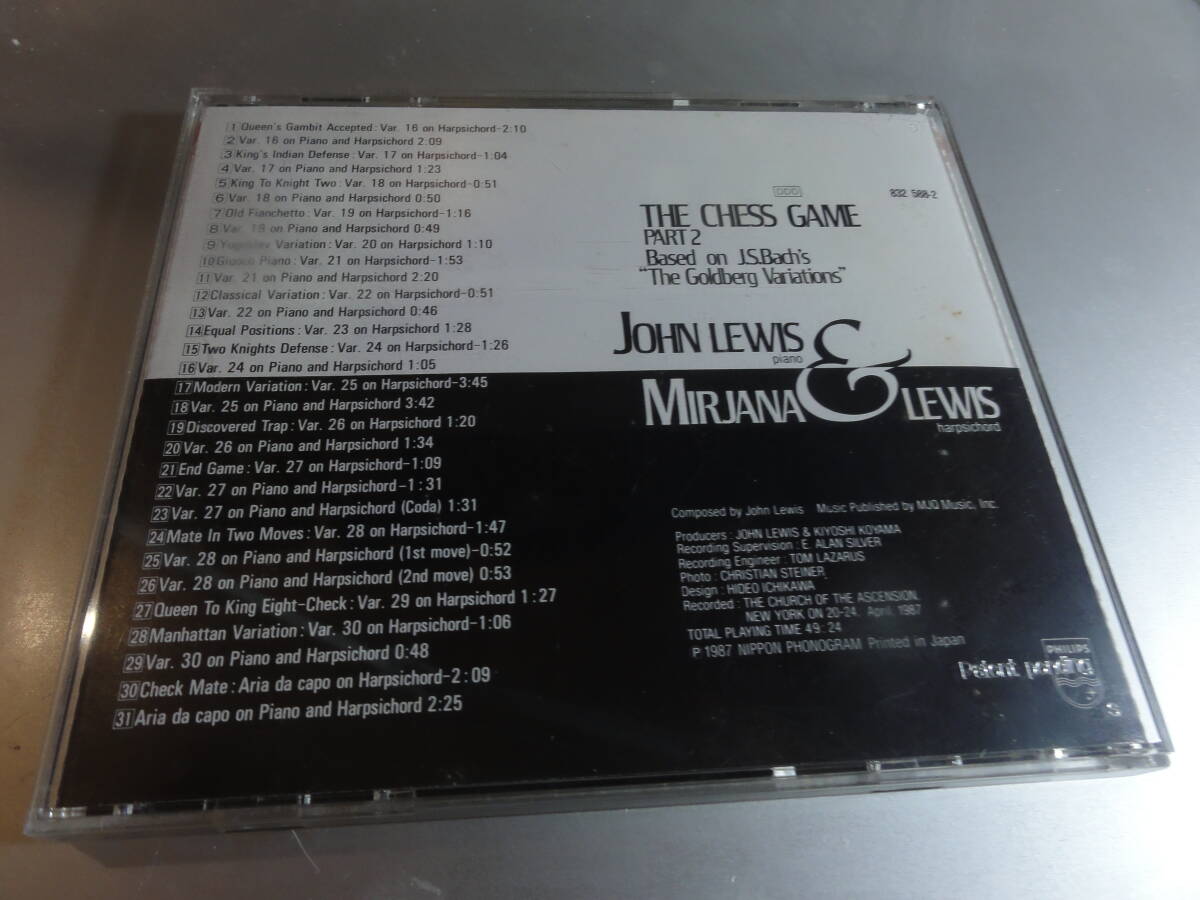 1 Queen's Gambit Accepted: Var. 16 on Harpsichord-2:10
2 Var. 16 on Piano and Harpsichord 2:09
3 King's Indian Defense: Var. 17 on Harpsichord-1:04
4 Var. 17 on Piano and Harpsichord 1:23
5 King To Knight Two: Var. 18 on Harpsichord-0:51
6 Var. 18 on Piano and Harpsichord 0:50
7 Old Fianchetto: Var. 19 on Harpsichord-1:16
8 Var. on Piano and Harpsichord 0:49
9 Yugoslav Variation: Var. 20 on Harpsichord 1:10
10 Giuoco Piano: Var. 21 on Harpsichord-1:53
11 Var. 21 on Piano and Harpsichord 2:20
12 Classical Variation: Var. 22 on Harpsichord-0:51
13 Var. 22 on Piano and Harpsichord 0:46
14 Equal Positions: Var. 23 on Harpsichord 1:28
15 Two Knights Defense: Var. 24 on Harpsichord-1:26
16 Var. 24 on Piano and Harpsichord 1:05
17 Modern Variation: Var. 25 on Harpsichord-3:45
18 Var. 25 on Piano and Harpsichord 3:42
19 Discovered Trap: Var. 26 on Harpsichord 1:20
20 Var. 26 on Piano and Harpsichord 1:34
21 End Game: Var. 27 on Harpsichord-1:09
22 Var. 27 on Piano and Harpsichord-1:31
23 Var. 27 on Piano and Harpsichord (Coda) 1:31
24 Mate In Two Moves: Var. 28 on Harpsichord-1:47
25 Var. 28 on Piano and Harpsichord (1st move)-0:52
26 Var. 28 on Piano and Harpsichord (2nd move) 0:53
27 Queen To King Eight-Check: Var. 29 on Harpsichord 1:27
28 Manhattan Variation: Var. 30 on Harpsichord-1:06
29 Var. 30 on Piano and Harpsichord 0:48
30 Check Mate: Aria da capo on Harpsichord-2:09
31 Aria da capo on Piano and Harpsichord 2:25
DDD
832 588-2
THE CHESS GAME
PART 2
Based on J.S.Bach's
"The Goldberg Variations"
JOHN LEWIS
piano
&
MIRJANA LEWIS
harpsichord
Composed by John Lewis Music Published by MJQ Music, Inc.
Producers: JOHN LEWIS & KIYOSHI KOYAMA
Recording Supervision: E. ALAN SILVER
Recording Engineer: TOM LAZARUS
Photo: CHRISTIAN STEINER
Design: HIDEO ICHIKAWA
Recorded: THE CHURCH OF THE ASCENSION,
NEW YORK ON 20-24, April, 1987
TOTAL PLAYING TIME 49:24
P 1987 NIPPON PHONOGRAM Printed in Japan
PHILIPS
Patent pending